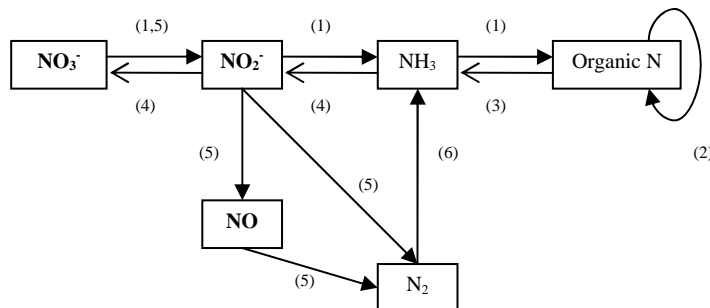 (1,5) (1) (1)
NO₃⁻ NO₂⁻ NH₃ Organic N
(4) (4) (3)
(5) (5) (6) (2)
NO
(5) N₂